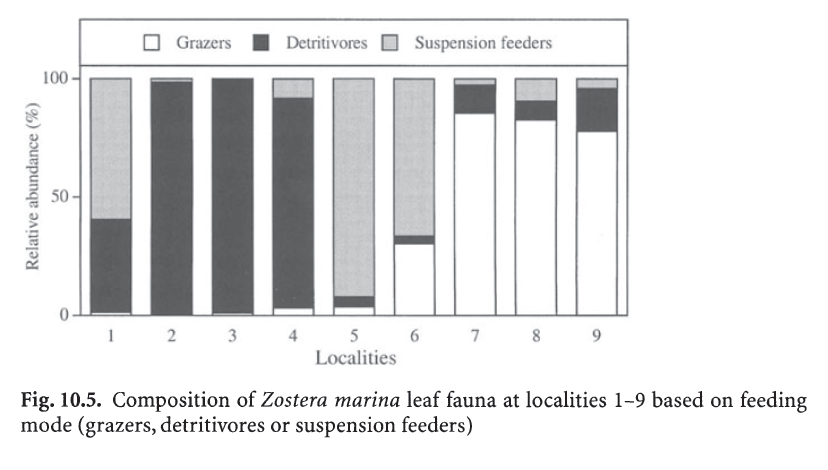 Grazers Detritivores Suspension feeders
100
50
0
Relative abundance (%)
1 2 3 4 5 6 7 8 9
Localities
Fig. 10.5. Composition of Zostera marina leaf fauna at localities 1–9 based on feeding
mode (grazers, detritivores or suspension feeders)